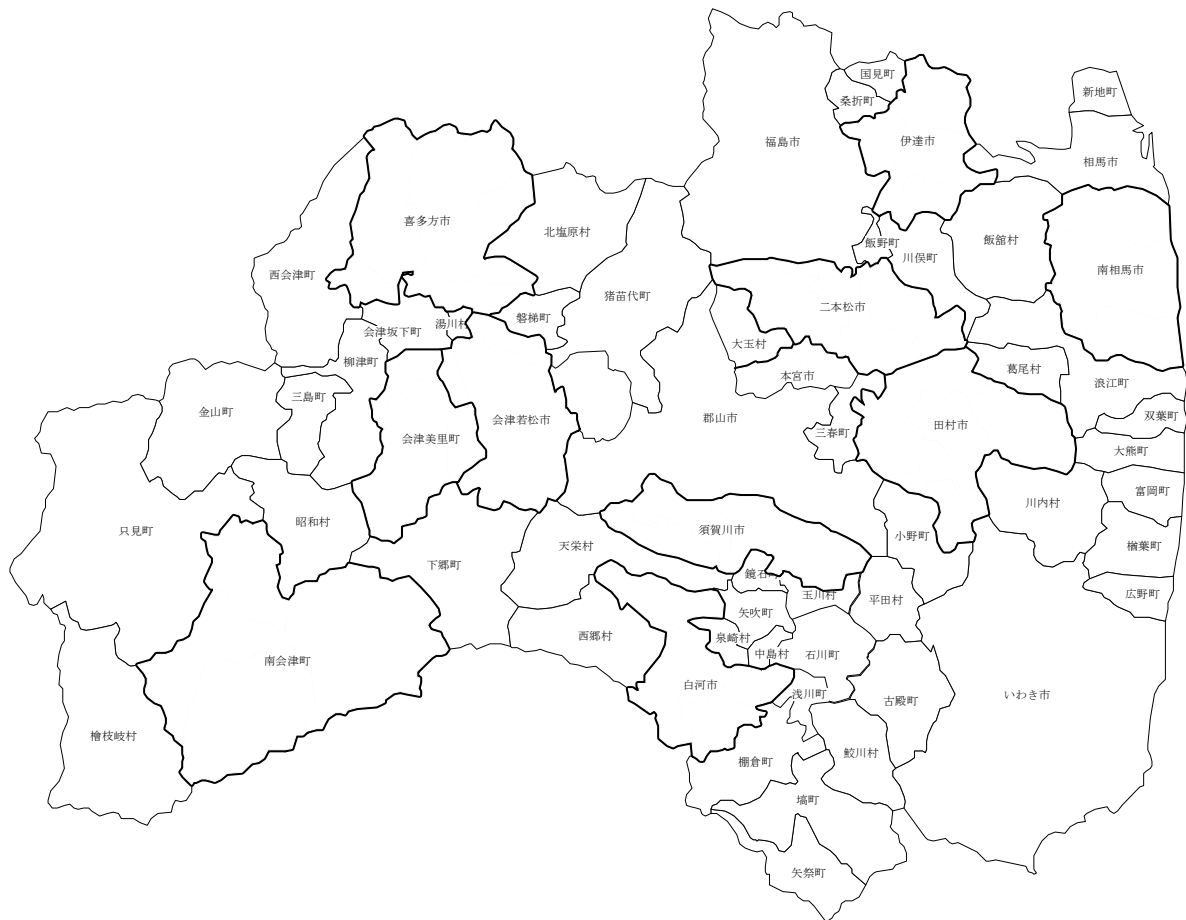 国見町
桑折町
新地町
福島市
伊達市
相馬市
喜多方市
北塩原村
飯野町
川俣町
飯舘村
西会津町
猪苗代町
南相馬市
二本松市
磐梯町
会津坂下町
湯川村
大玉村
柳津町
本宮市
葛尾村
浪江町
三島町
金山町
会津美里町
会津若松市
郡山市
三春町
田村市
双葉町
大熊町
富岡町
川内村
只見町
昭和村
須賀川市
小野町
天栄村
楢葉町
下郷町
鏡石町
玉川村
平田村
広野町
矢吹町
泉崎村
西郷村
中島村
石川町
南会津町
白河市
浅川町
古殿町
いわき市
檜枝岐村
棚倉町
鮫川村
塙町
矢祭町